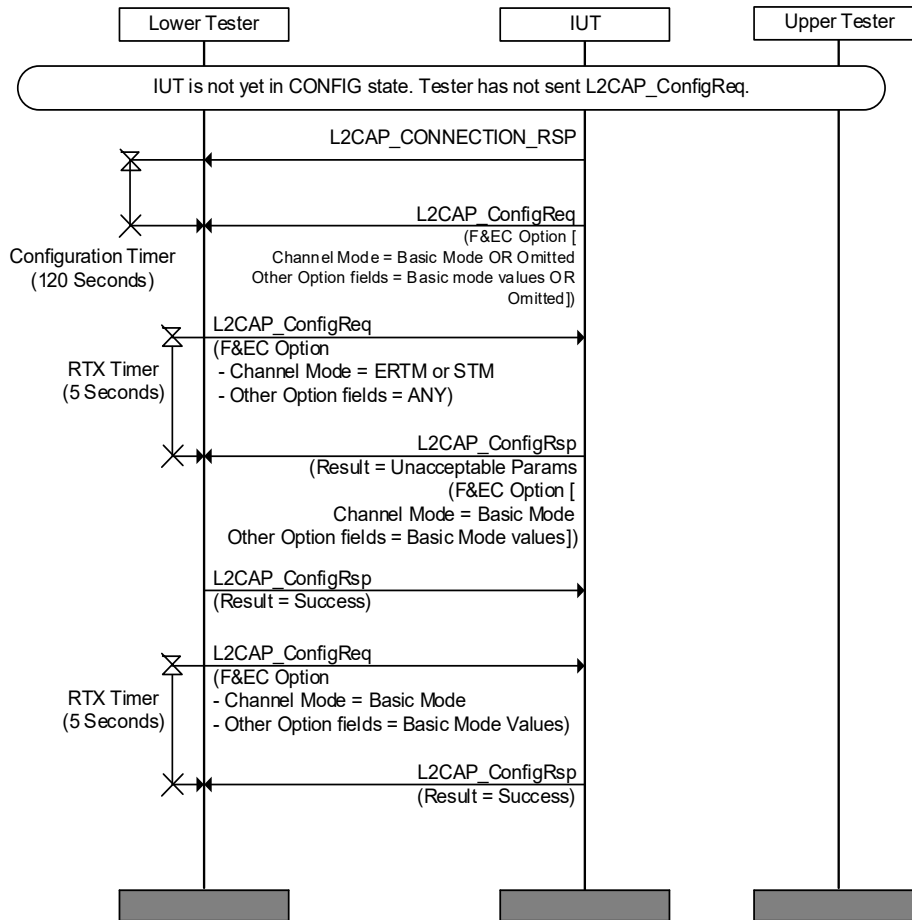 Lower Tester
IUT
Upper Tester
IUT is not yet in CONFIG state. Tester has not sent L2CAP_ConfigReq.
L2CAP_CONNECTION_RSP
L2CAP_ConfigReq
(F&EC Option [
Channel Mode = Basic Mode OR Omitted
Other Option fields = Basic mode values OR
Omitted])
Configuration Timer
(120 Seconds)
L2CAP_ConfigReq
(F&EC Option
- Channel Mode = ERTM or STM
- Other Option fields = ANY)
RTX Timer
(5 Seconds)
L2CAP_ConfigRsp
(Result = Unacceptable Params
(F&EC Option [
Channel Mode = Basic Mode
Other Option fields = Basic Mode values])
L2CAP_ConfigRsp
(Result = Success)
L2CAP_ConfigReq
(F&EC Option
- Channel Mode = Basic Mode
- Other Option fields = Basic Mode Values)
RTX Timer
(5 Seconds)
L2CAP_ConfigRsp
(Result = Success)